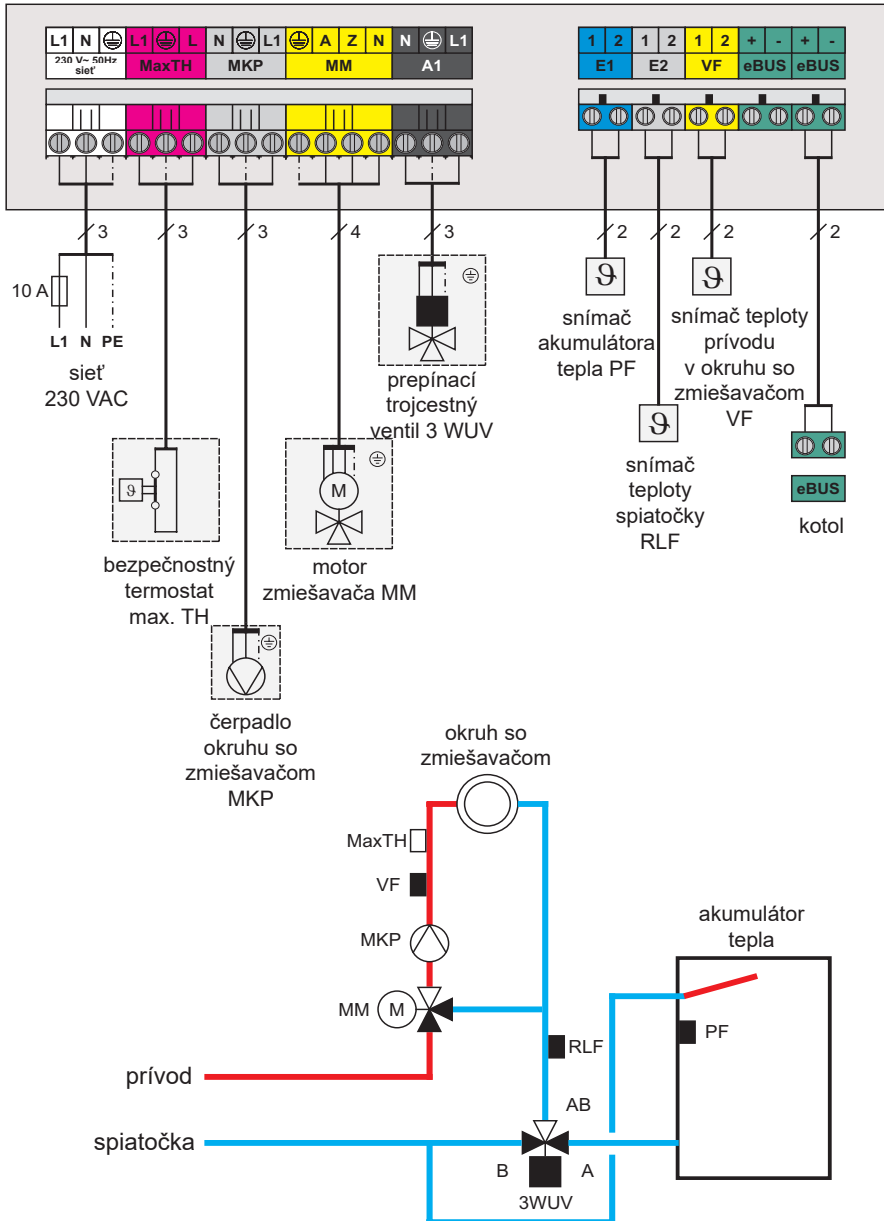 L1 N L1 L N L1 A Z N N L1
230 V~ 50Hz
sieť
MaxTH MKP MM A1
1 2 1 2 1 2 + - + -
E1 E2 VF eBUS eBUS
3 3 3 4 3 2 2 2 2
10 A
L1 N PE
sieť
230 VAC
prepínací
trojcestný
ventil 3 WUV
ϑ
snímač
akumulátora
tepla PF
ϑ
snímač teploty
prívodu
v okruhu so
zmiešavačom
VF
ϑ
snímač
teploty
spiatočky
RLF
eBUS
kotol
ϑ
bezpečnostný
termostat
max. TH
M
motor
zmiešavača MM
čerpadlo
okruhu so
zmiešavačom
MKP
okruh so
zmiešavačom
MaxTH
VF
MKP
MM M
akumulátor
tepla
PF
RLF
prívod
AB
spiatočka
B A
3WUV